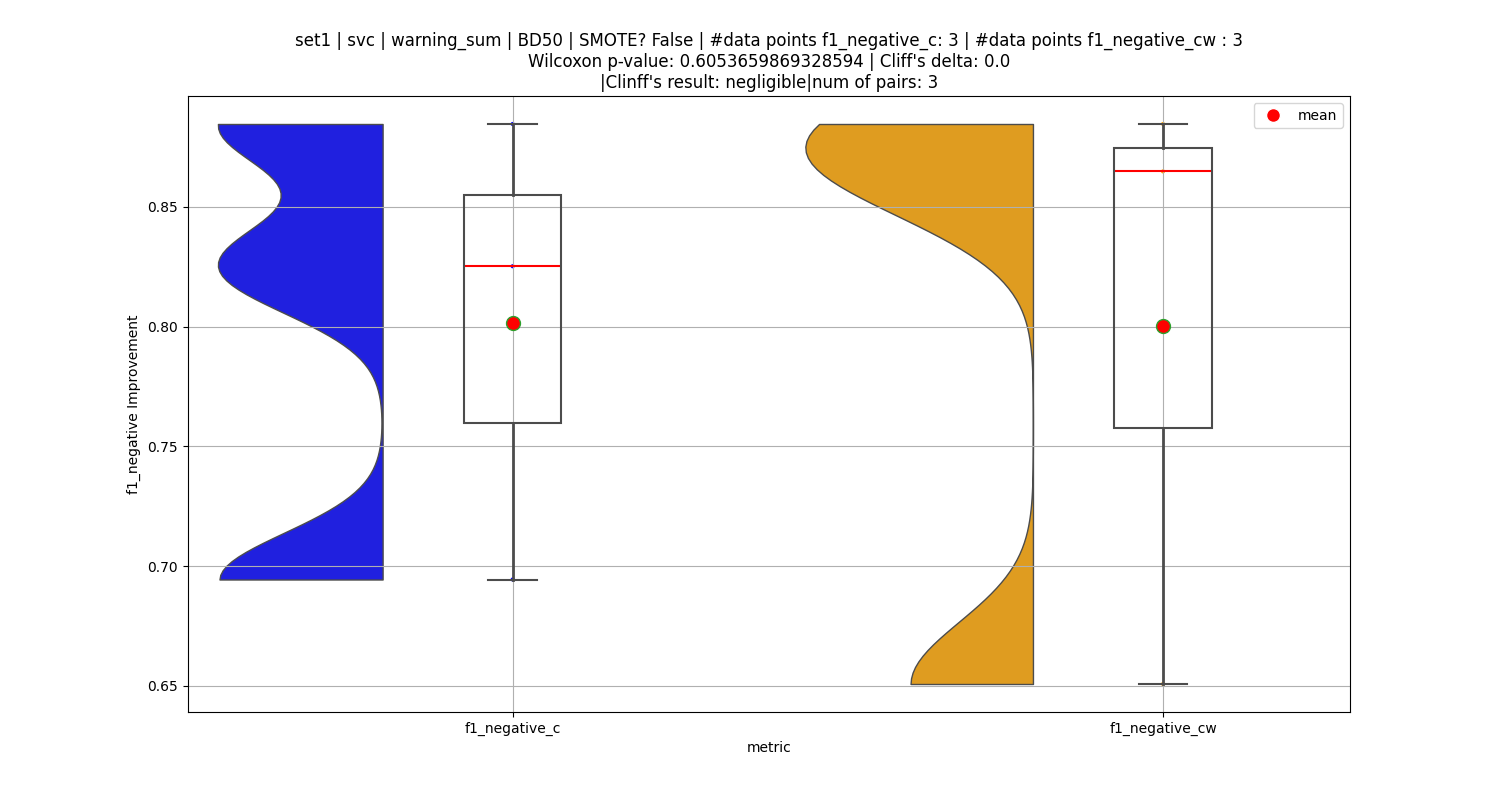 set1 | svc | warning_sum | BD50 | SMOTE? False | #data points f1_negative_c: 3 | #data points f1_negative_cw : 3
Wilcoxon p-value: 0.6053659869328594 | Cliff's delta: 0.0
|Clinff's result: negligible|num of pairs: 3
mean
0.85
0.80
0.75
0.70
0.65
f1_negative Improvement
f1_negative_c
f1_negative_cw
metric